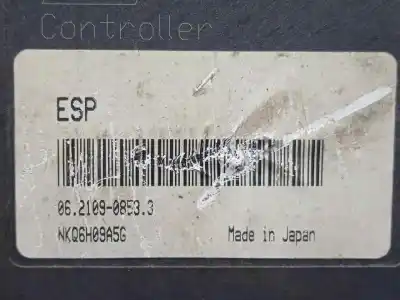 Controller
ESP
06.2109-0853.3
NKQ6H09A5G
Made in Japan